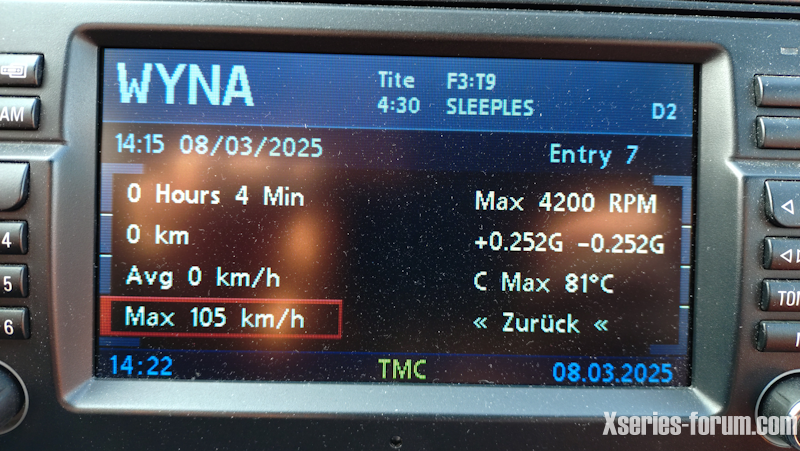 WYNA
Tite F3:T9
4:30 SLEEPLES
D2
14:15 08/03/2025 Entry 7
0 Hours 4 Min Max 4200 RPM
0 km +0.252G -0.252G
Avg 0 km/h C Max 81°C
Max 105 km/h « Zurück «
14:22 TMC 08.03.2025
AM
4
5
6
Xseries-forum.com